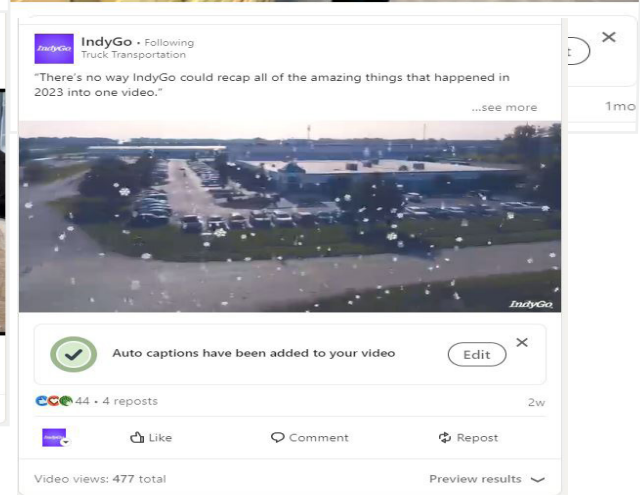 IndyGo
IndyGo • Following
Truck Transportation
"There's no way IndyGo could recap all of the amazing things that happened in
2023 into one video."
...see more
t
1mo
IndyGo
Auto captions have been added to your video
Edit
44 • 4 reposts
2w
Like
Comment
Repost
Video views: 477 total
Preview results